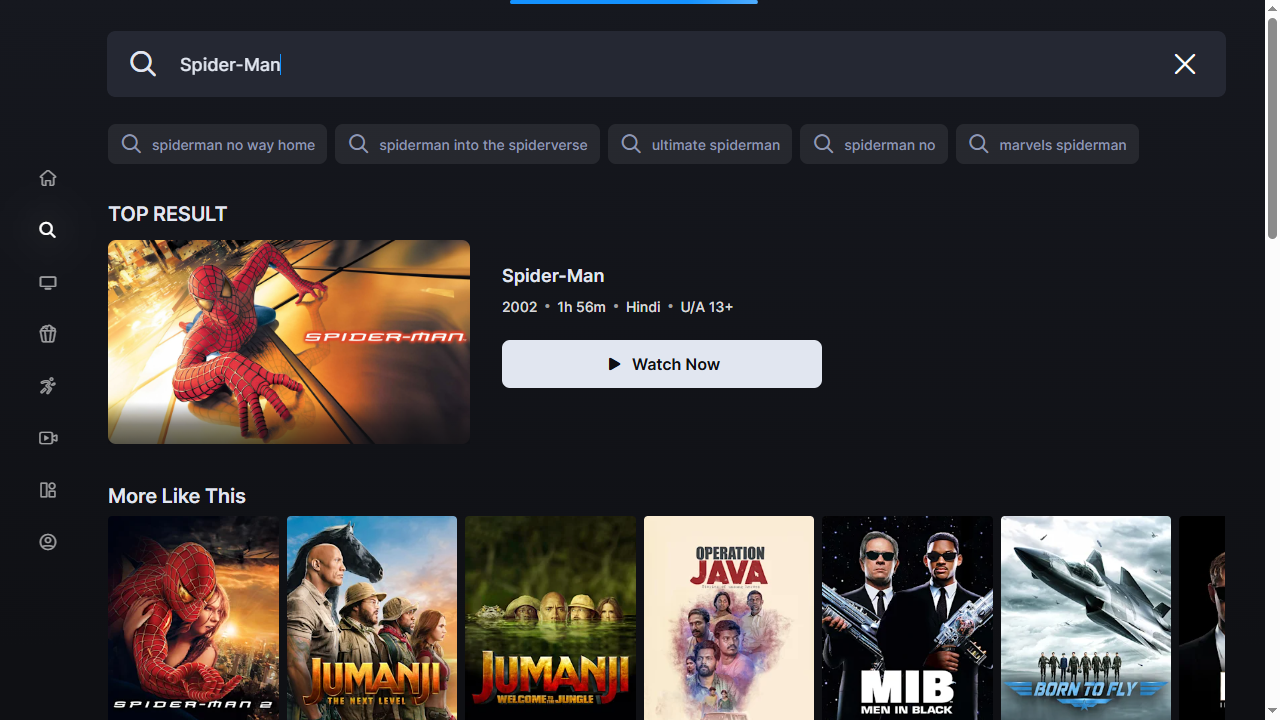 Spider-Man
spiderman no way home
spiderman into the spiderverse
ultimate spiderman
spiderman no
marvels spiderman
TOP RESULT
SPIDER-MAN
Spider-Man
2002 • 1h 56m • Hindi • U/A 13+
Watch Now
More Like This
SPIDER-MAN 2
JUMANJI
THE NEXT LEVEL
JUMANJI
WELCOME TO THE JUNGLE
OPERATION
JAVA
MIB
MEN IN BLACK
BORN TO FLY